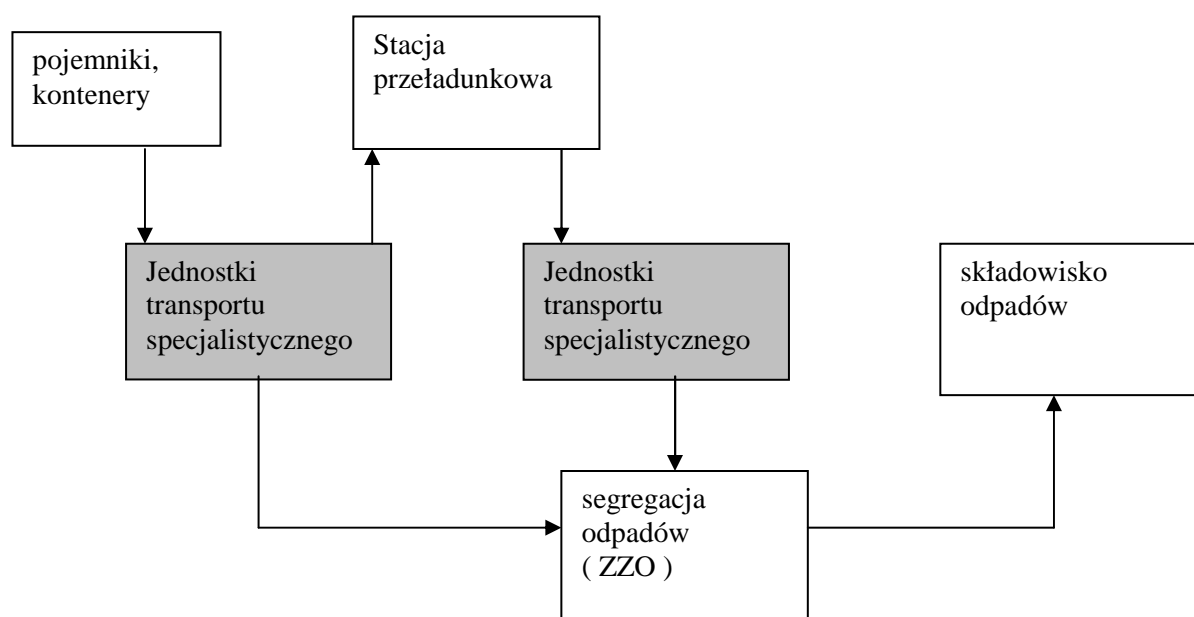 pojemniki,
kontenery
Stacja
przeładunkowa
Jednostki
transportu
specjalistycznego
Jednostki
transportu
specjalistycznego
składowisko
odpadów
segregacja
odpadów
( ZZO )